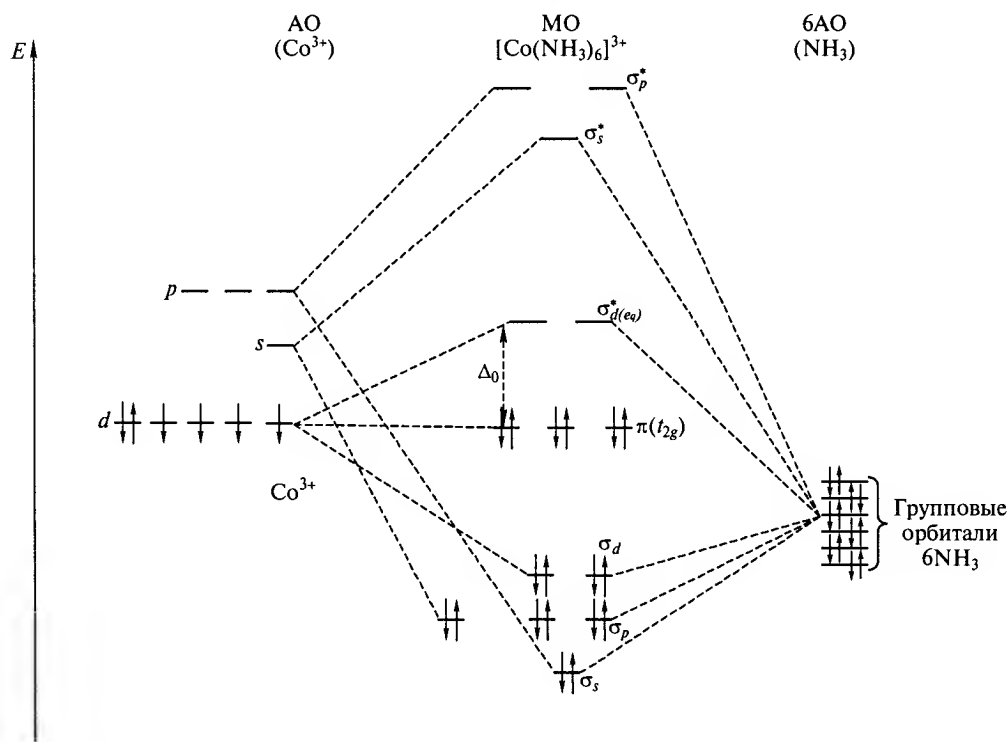 E
АО
(Co³⁺)
МО
[Co(NH₃)₆]³⁺
6АО
(NH₃)
σ*ₚ
σ*ₛ
p
s
σ*d(eq)
Δ₀
d
π(t₂g)
Co³⁺
Групповые
орбитали
6NH₃
σd
σₚ
σₛ